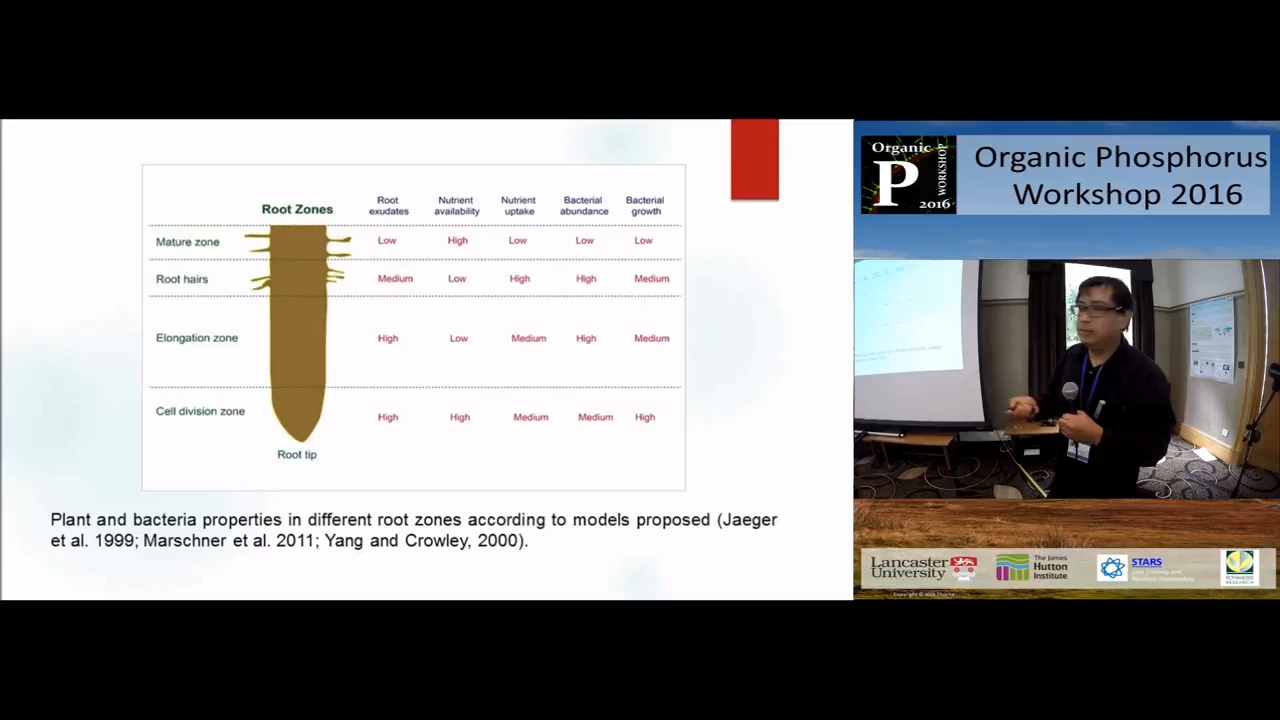 Root Zones
Root exudates
Nutrient availability
Nutrient uptake
Bacterial abundance
Bacterial growth
Mature zone Low High Low Low Low
Root hairs Medium Low High High Medium
Elongation zone High Low Medium High Medium
Cell division zone High High Medium Medium High
Root tip
Plant and bacteria properties in different root zones according to models proposed (Jaeger
et al. 1999; Marschner et al. 2011; Yang and Crowley, 2000).
Organic
P
WORKSHOP
2016
Organic Phosphorus
Workshop 2016
Lancaster
University
The James
Hutton
Institute
STARS
Copyright © Nick Thorne